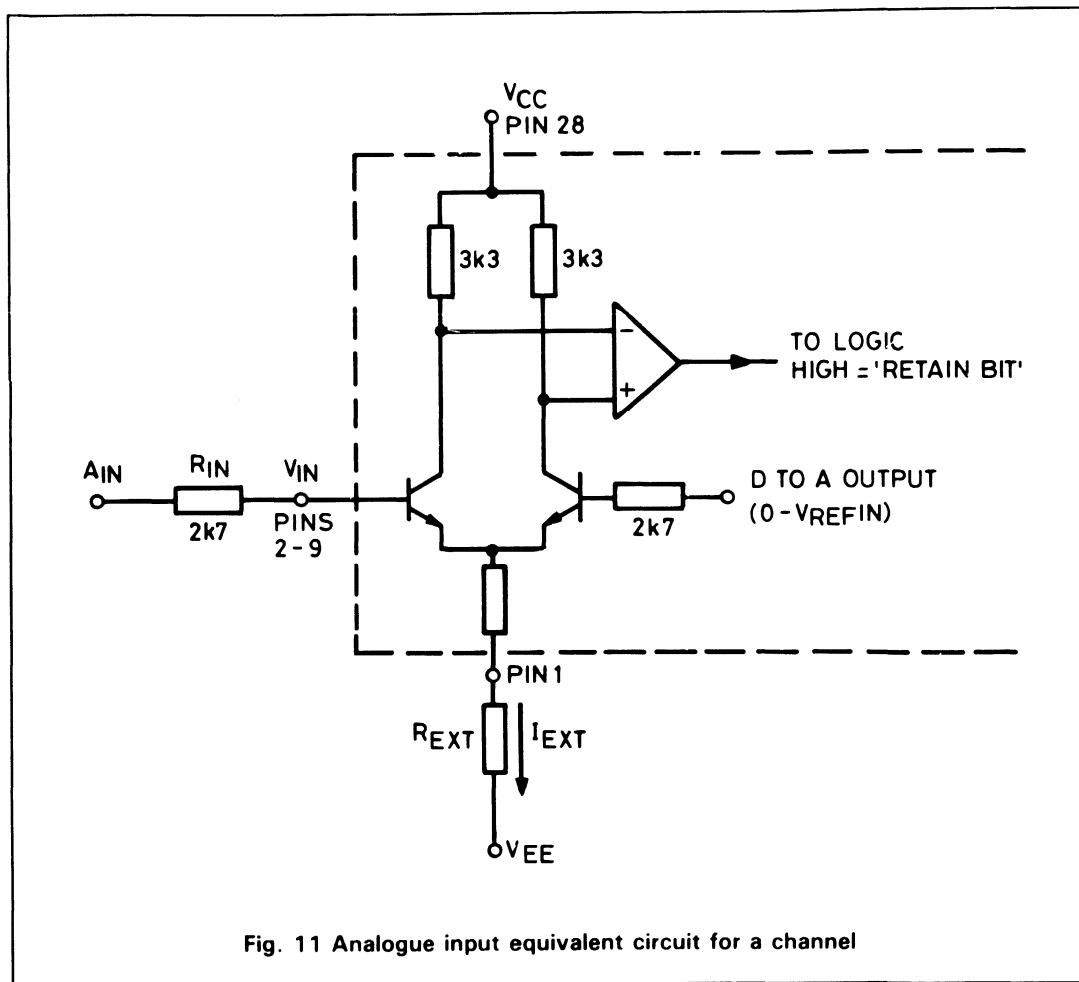 VCC
PIN 28
3k3
3k3
−
+
TO LOGIC
HIGH = 'RETAIN BIT'
AIN
RIN
2k7
VIN
PINS
2-9
D TO A OUTPUT
(0 - VREFIN)
2k7
PIN 1
REXT
IEXT
VEE
Fig. 11 Analogue input equivalent circuit for a channel